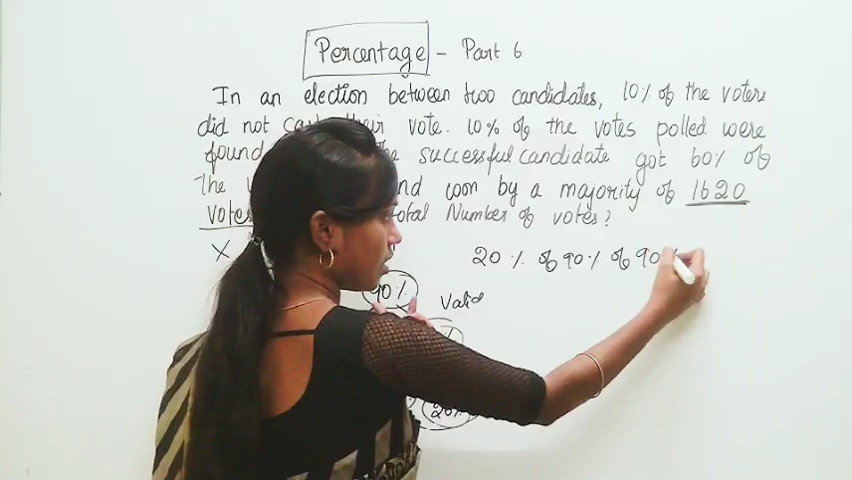 Percentage - Part 6
In an election between two candidates, 10% of the voters
did not their vote. 10% of the votes polled were
found the successful candidate got 60% of
The and won by a majority of 1620
votes total Number of votes?
X 20% of 90% of 90%
90% Valid
20%